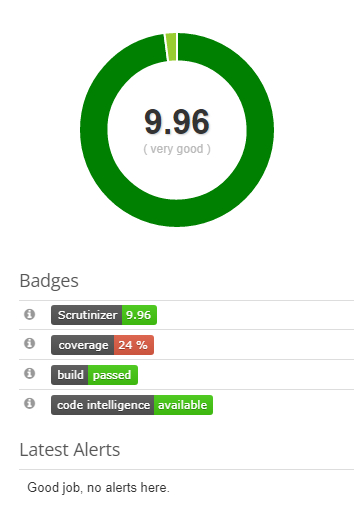 9.96
( very good )
Badges
Scrutinizer 9.96
coverage 24 %
build passed
code intelligence available
Latest Alerts
Good job, no alerts here.